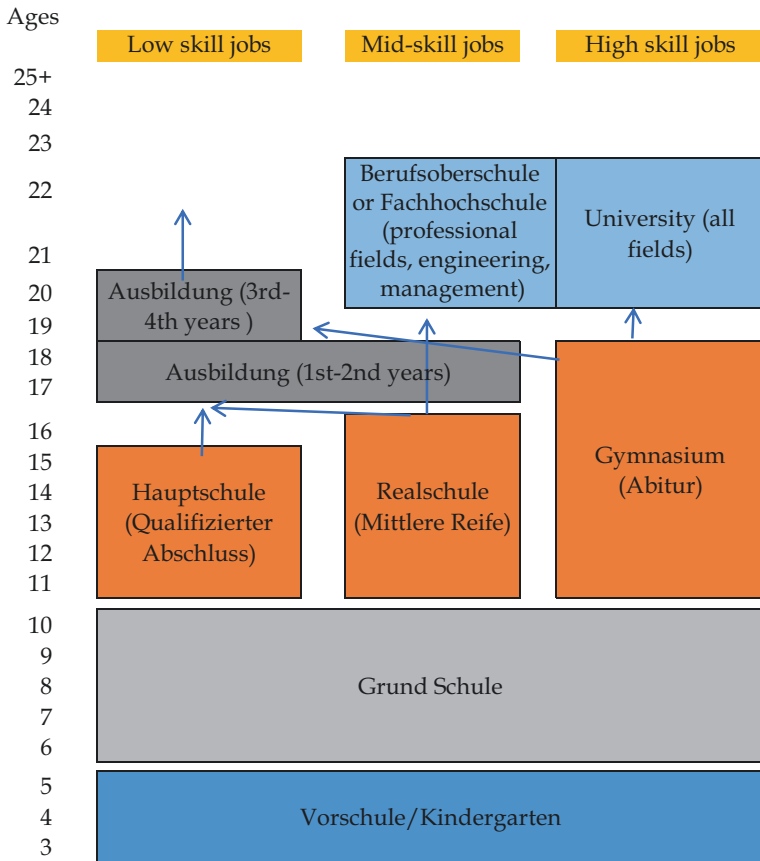 Ages
Low skill jobs
Mid-skill jobs
High skill jobs
25+
24
23
22
21
20
19
18
17
16
15
14
13
12
11
10
9
8
7
6
5
4
3
Berufsoberschule
or Fachhochschule
(professional
fields, engineering,
management)
University (all
fields)
Ausbildung (3rd-
4th years )
Ausbildung (1st-2nd years)
Hauptschule
(Qualifizierter
Abschluss)
Realschule
(Mittlere Reife)
Gymnasium
(Abitur)
Grund Schule
Vorschule/Kindergarten